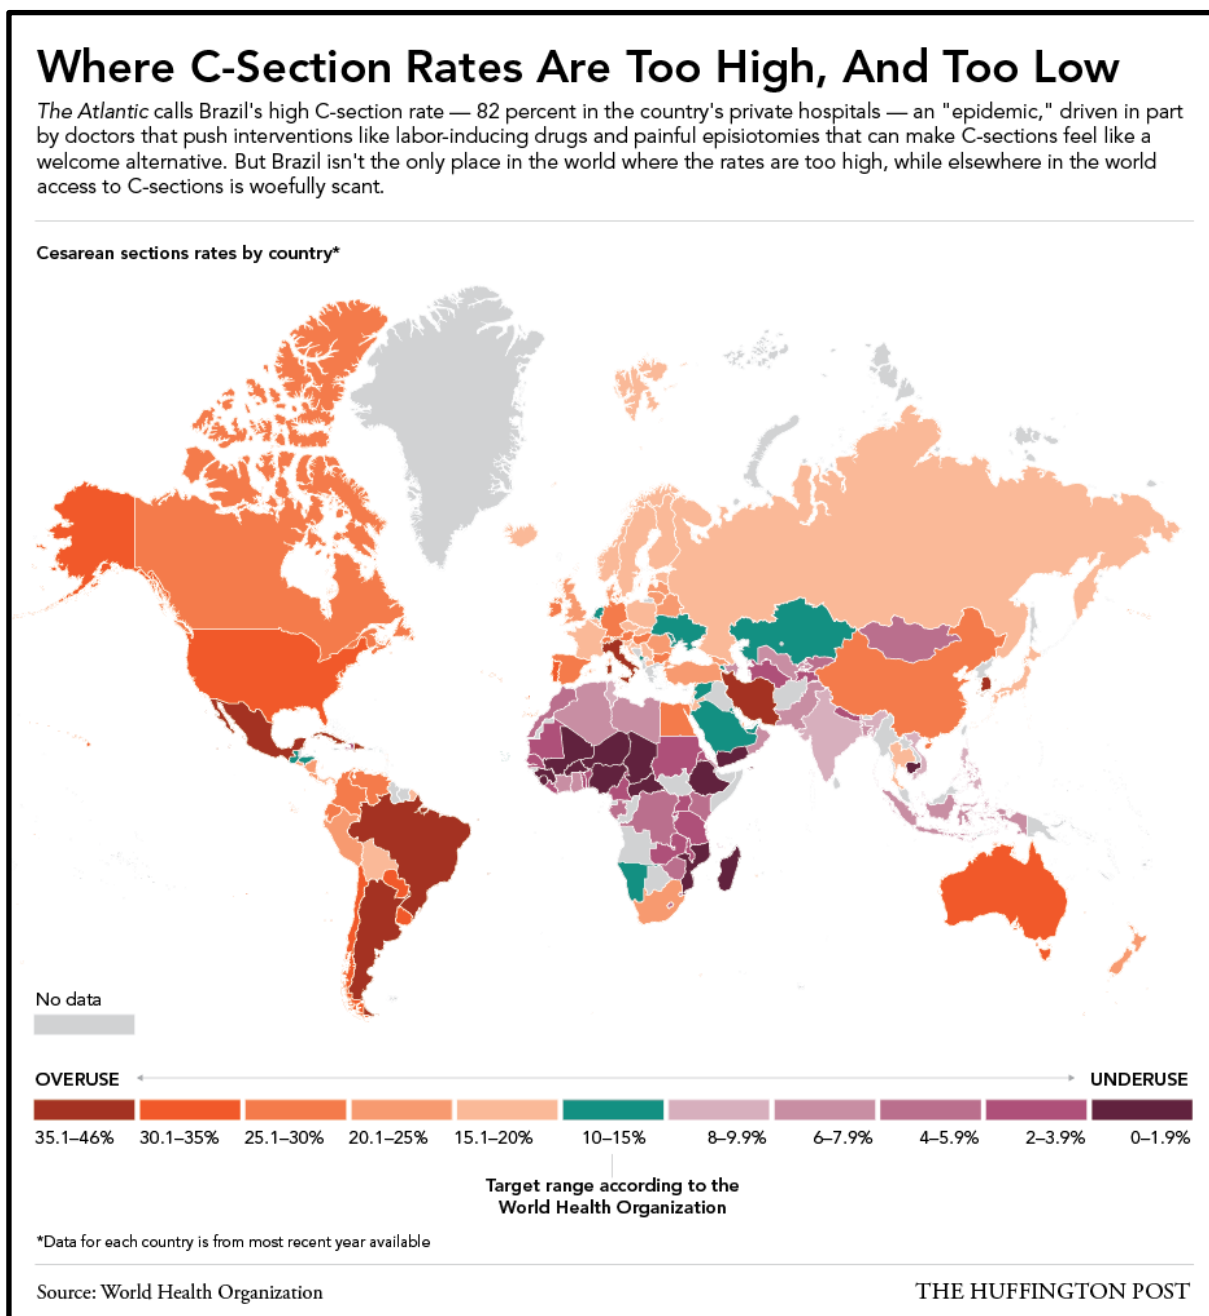 Where C-Section Rates Are Too High, And Too Low
The Atlantic calls Brazil's high C-section rate — 82 percent in the country's private hospitals — an "epidemic," driven in part
by doctors that push interventions like labor-inducing drugs and painful episiotomies that can make C-sections feel like a
welcome alternative. But Brazil isn't the only place in the world where the rates are too high, while elsewhere in the world
access to C-sections is woefully scant.
Cesarean sections rates by country*
No data
OVERUSE UNDERUSE
35.1–46% 30.1–35% 25.1–30% 20.1–25% 15.1–20% 10–15% 8–9.9% 6–7.9% 4–5.9% 2–3.9% 0–1.9%
Target range according to the
World Health Organization
*Data for each country is from most recent year available
Source: World Health Organization THE HUFFINGTON POST